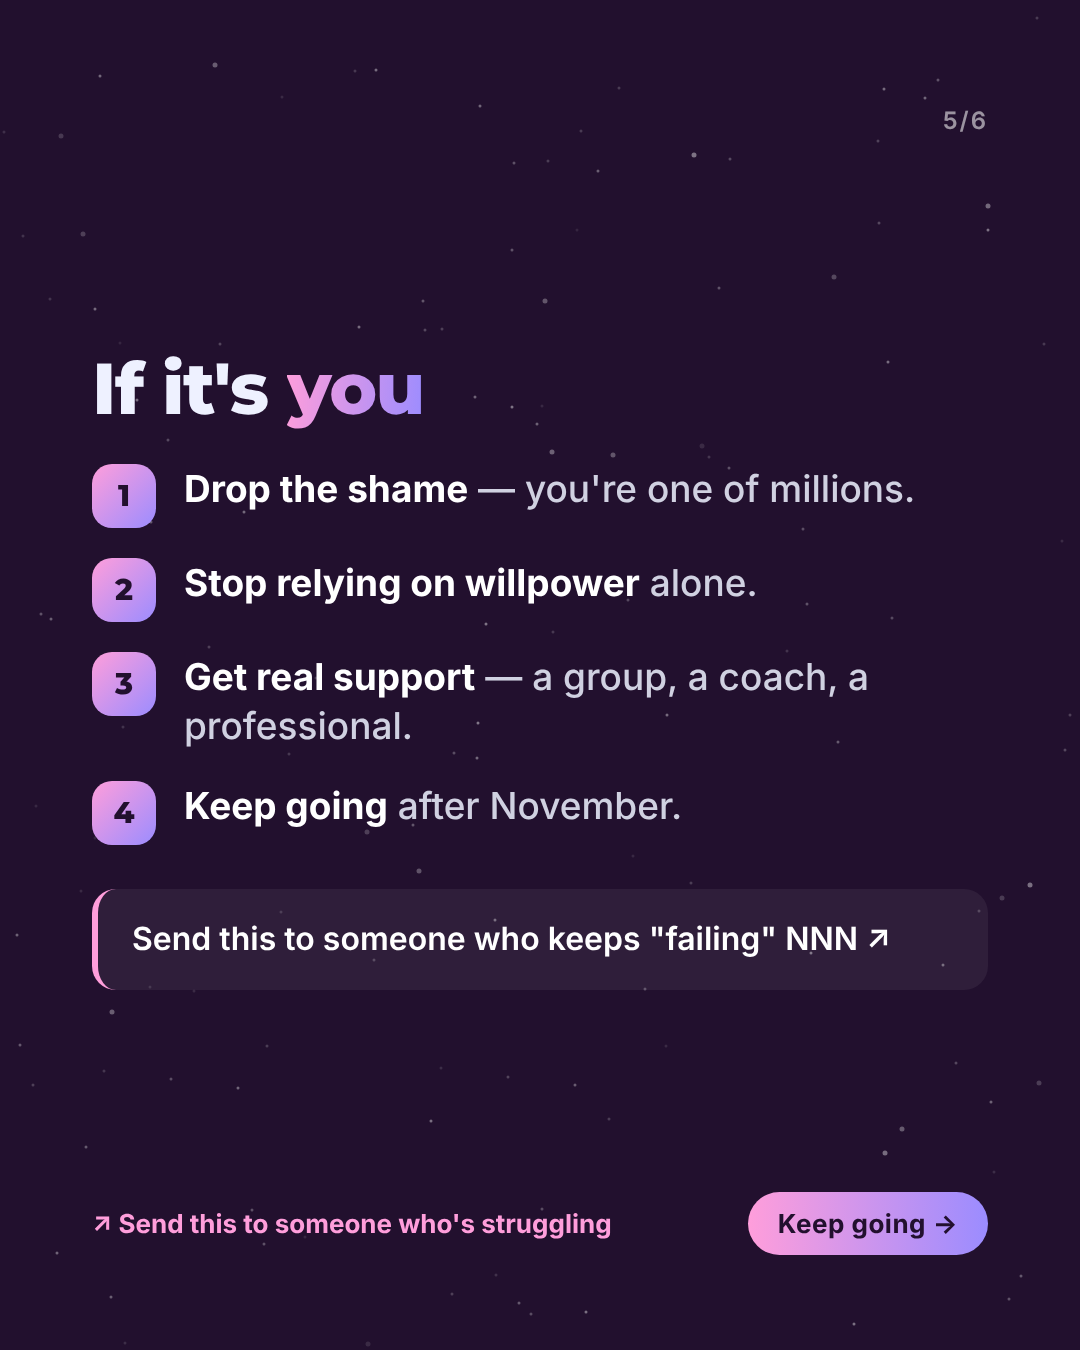 5/6
If it's you
1 Drop the shame — you're one of millions.
2 Stop relying on willpower alone.
3 Get real support — a group, a coach, a
professional.
4 Keep going after November.
Send this to someone who keeps "failing" NNN ↗
↗ Send this to someone who's struggling
Keep going →